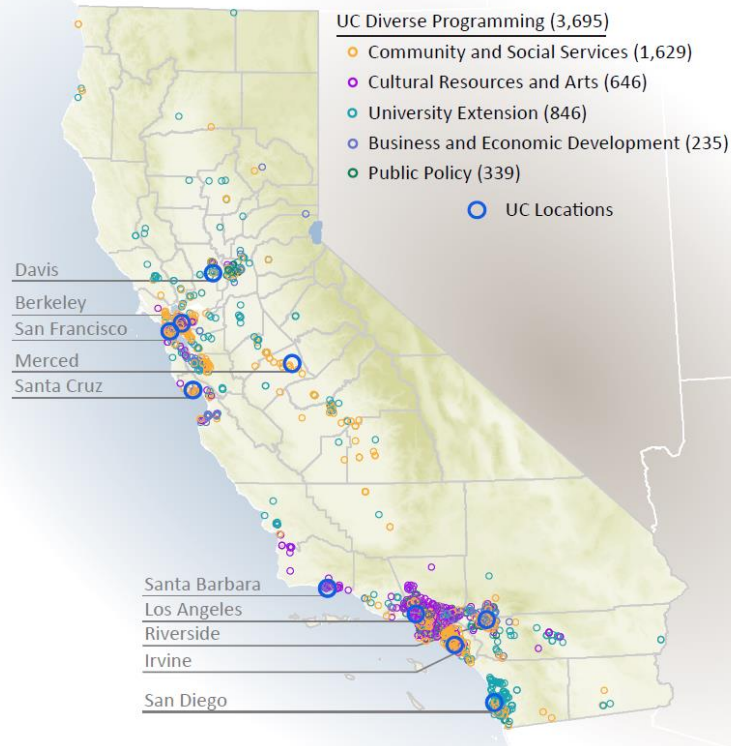 UC Diverse Programming (3,695)
Community and Social Services (1,629)
Cultural Resources and Arts (646)
University Extension (846)
Business and Economic Development (235)
Public Policy (339)
UC Locations
Davis
Berkeley
San Francisco
Merced
Santa Cruz
Santa Barbara
Los Angeles
Riverside
Irvine
San Diego